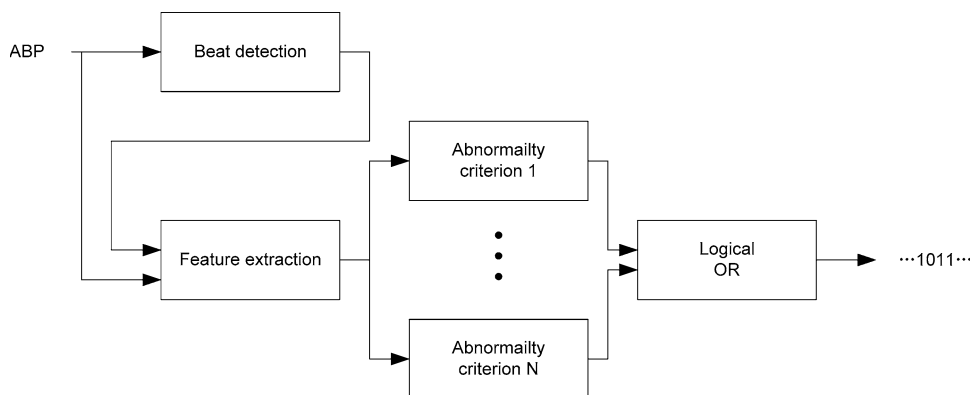 ABP
Beat detection
Feature extraction
Abnormailty
criterion 1
Abnormailty
criterion N
Logical
OR
…1011…